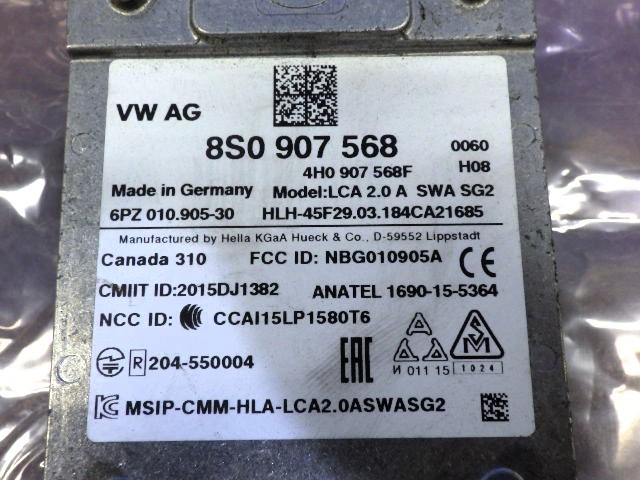 VW AG
8S0 907 568 0060
4H0 907 568F H08
Made in Germany Model:LCA 2.0 A SWA SG2
6PZ 010.905-30 HLH-45F29.03.184CA21685
Manufactured by Hella KGaA Hueck & Co., D-59552 Lippstadt
Canada 310 FCC ID: NBG010905A CE
CMIIT ID:2015DJ1382 ANATEL 1690-15-5364
NCC ID: CCAI15LP1580T6
R 204-550004 EAC И 011 15 1024
MSIP-CMM-HLA-LCA2.0ASWASG2